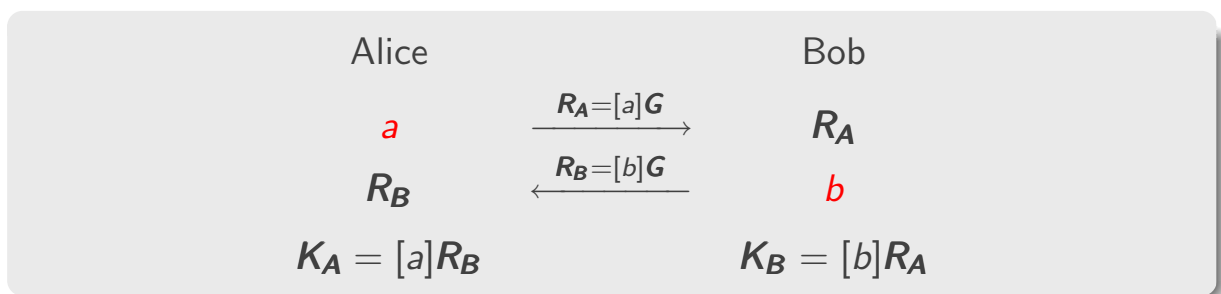 Alice Bob
R_A=[a]G
a R_A
R_B=[b]G
R_B b
K_A = [a]R_B K_B = [b]R_A